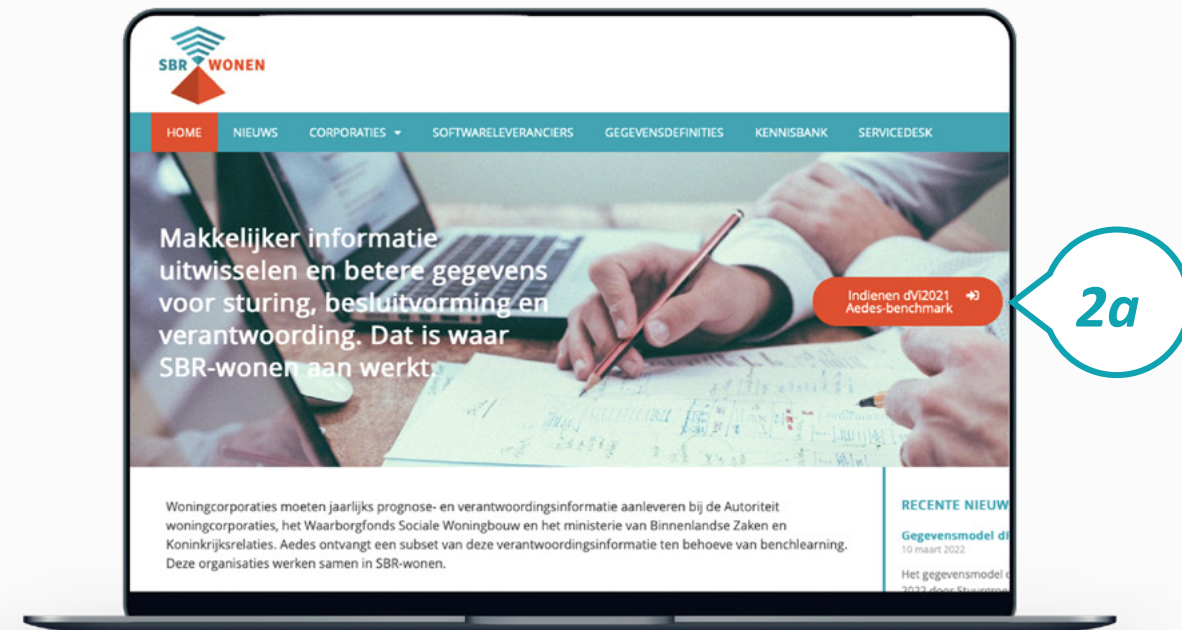 SBR WONEN
HOME NIEUWS CORPORATIES SOFTWARELEVERANCIERS GEGEVENSDEFINITIES KENNISBANK SERVICEDESK
Makkelijker informatie
uitwisselen en betere gegevens
voor sturing, besluitvorming en
verantwoording. Dat is waar
SBR-wonen aan werkt.
Indienen dVi2021
Aedes-benchmark
2a
Woningcorporaties moeten jaarlijks prognose- en verantwoordingsinformatie aanleveren bij de Autoriteit
woningcorporaties, het Waarborgfonds Sociale Woningbouw en het ministerie van Binnenlandse Zaken en
Koninkrijksrelaties. Aedes ontvangt een subset van deze verantwoordingsinformatie ten behoeve van benchlearning.
Deze organisaties werken samen in SBR-wonen.
RECENTE NIEUW
Gegevensmodel
10 maart 2022
Het gegevensmodel
2022 door